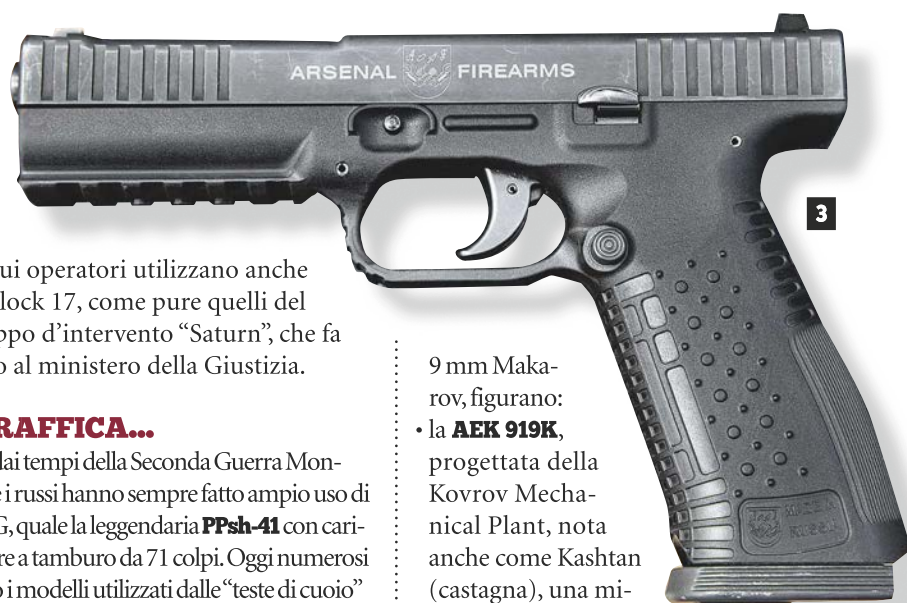 ARSENAL FIREARMS
3
ui operatori utilizzano anche
lock 17, come pure quelli del
ppo d’intervento “Saturn”, che fa
o al ministero della Giustizia.
RAFFICA...
dai tempi della Seconda Guerra Mon-
e i russi hanno sempre fatto ampio uso di
G, quale la leggendaria PPsh-41 con cari-
re a tamburo da 71 colpi. Oggi numerosi
o i modelli utilizzati dalle “teste di cuoio”
9 mm Maka-
rov, figurano:
• la AEK 919K,
progettata della
Kovrov Mecha-
nical Plant, nota
anche come Kashtan
(castagna), una mi-
MADE IN
RUSSIA